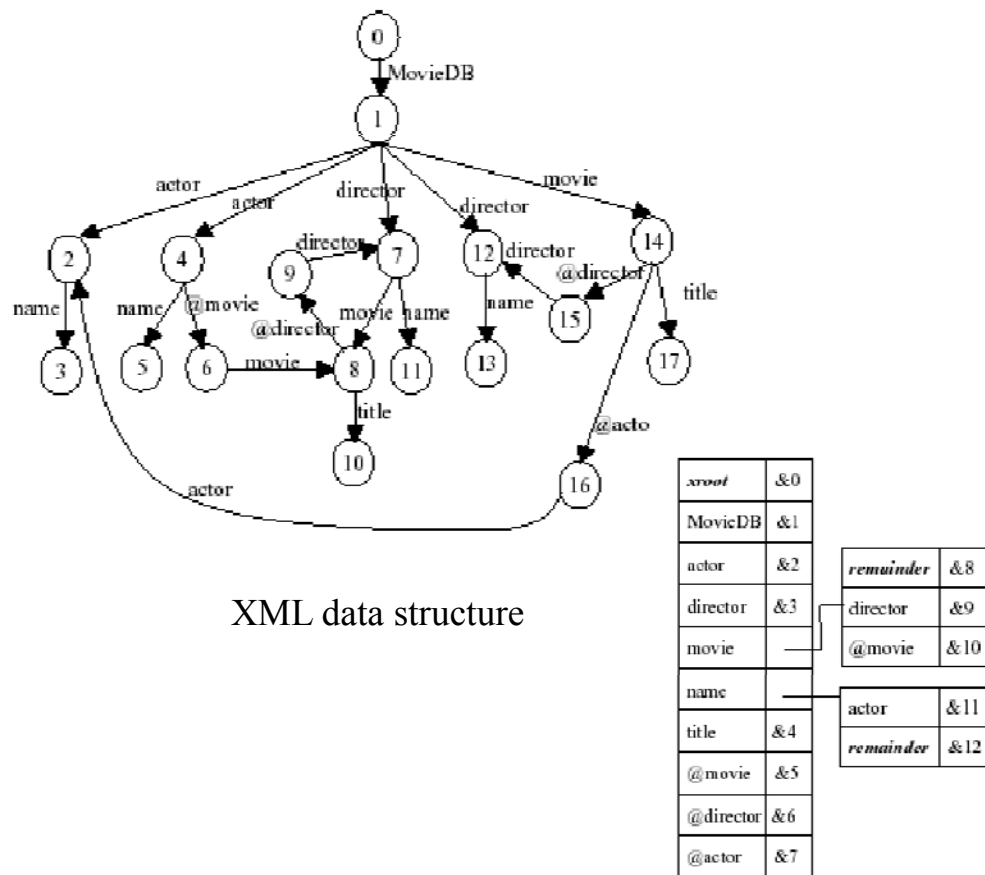 0
MovieDB
1
actor
actor
director
director
movie
2
4
9
director
7
12
director
14
@director
name
name
@movie
@director
movie
name
name
15
title
3
5
6
movie
8
11
13
17
title
10
@acto
16
actor
XML data structure
xroot &0
MovieDB &1
actor &2
director &3
movie
name
title &4
@movie &5
@director &6
@actor &7
remainder &8
director &9
@movie &10
actor &11
remainder &12